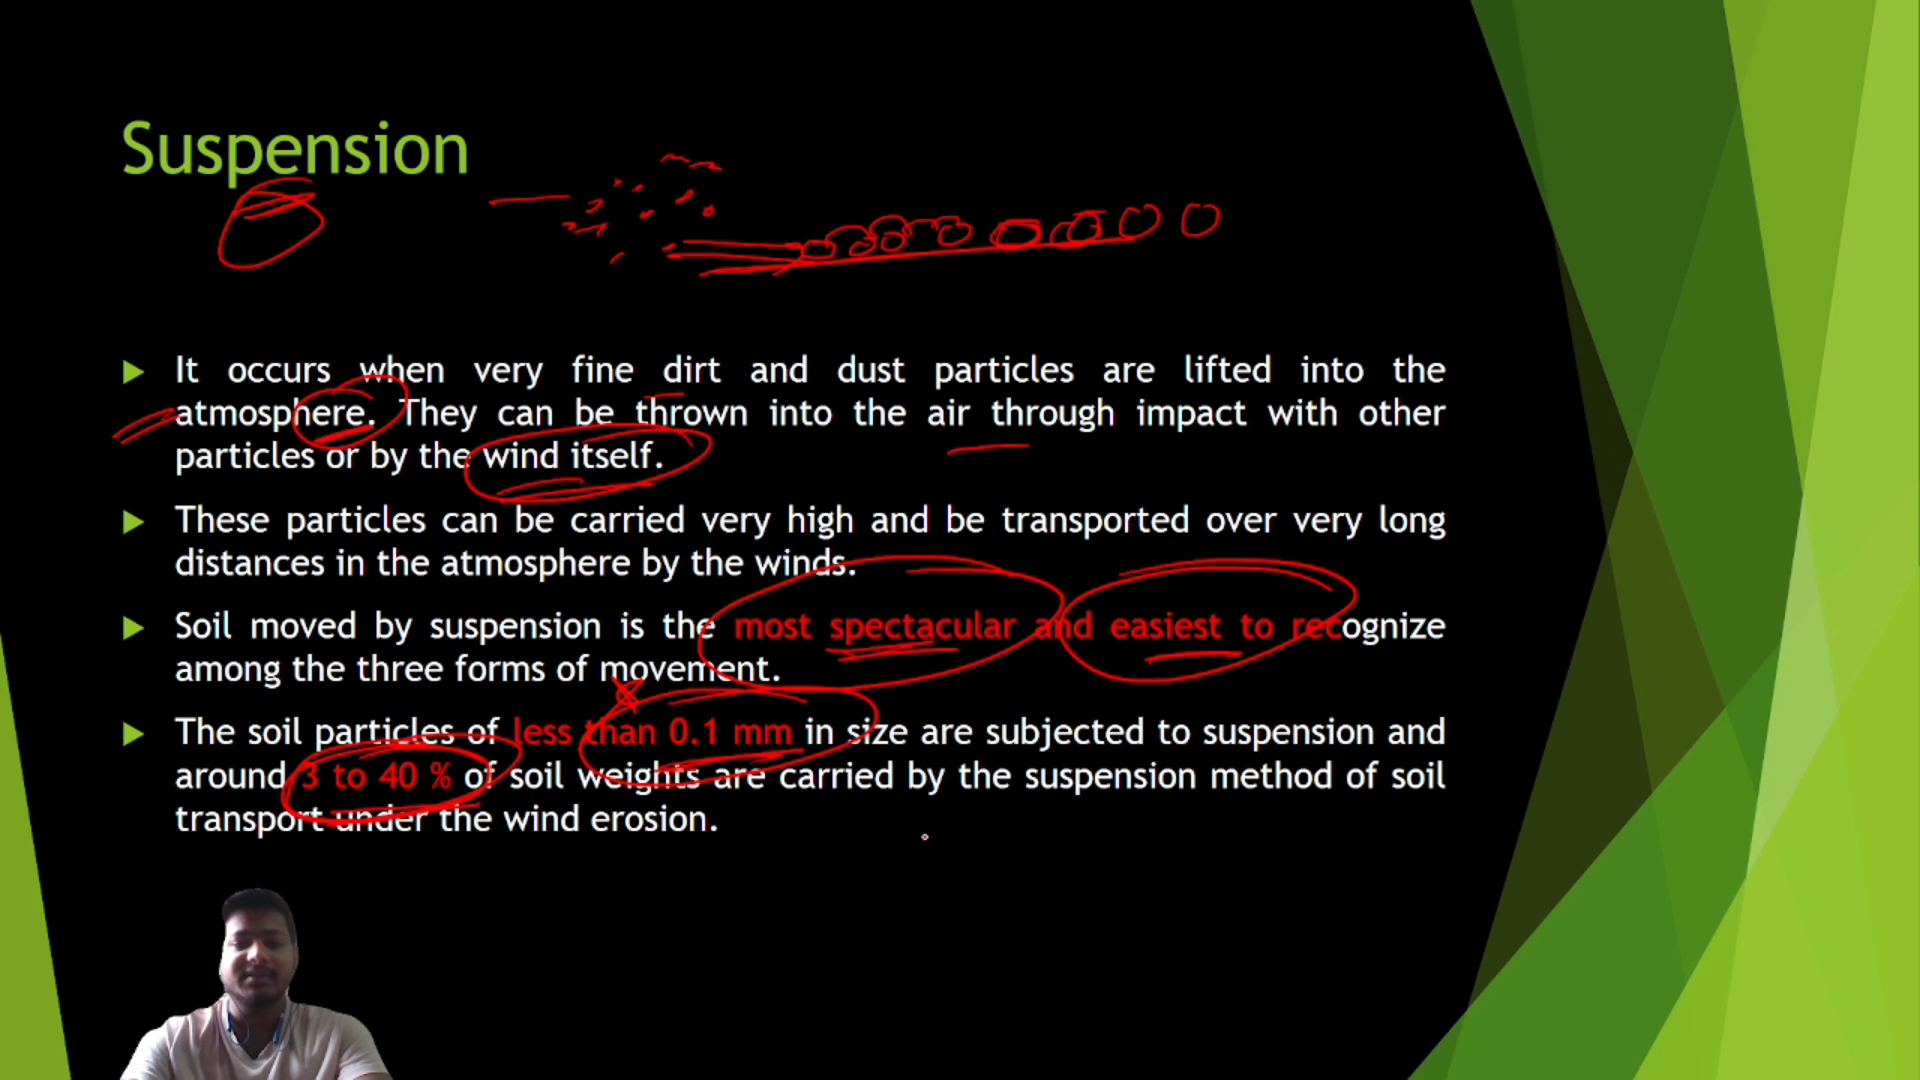 Suspension
It occurs when very fine dirt and dust particles are lifted into the
atmosphere. They can be thrown into the air through impact with other
particles or by the wind itself.
These particles can be carried very high and be transported over very long
distances in the atmosphere by the winds.
Soil moved by suspension is the most spectacular and easiest to recognize
among the three forms of movement.
The soil particles of less than 0.1 mm in size are subjected to suspension and
around 3 to 40 % of soil weights are carried by the suspension method of soil
transport under the wind erosion.